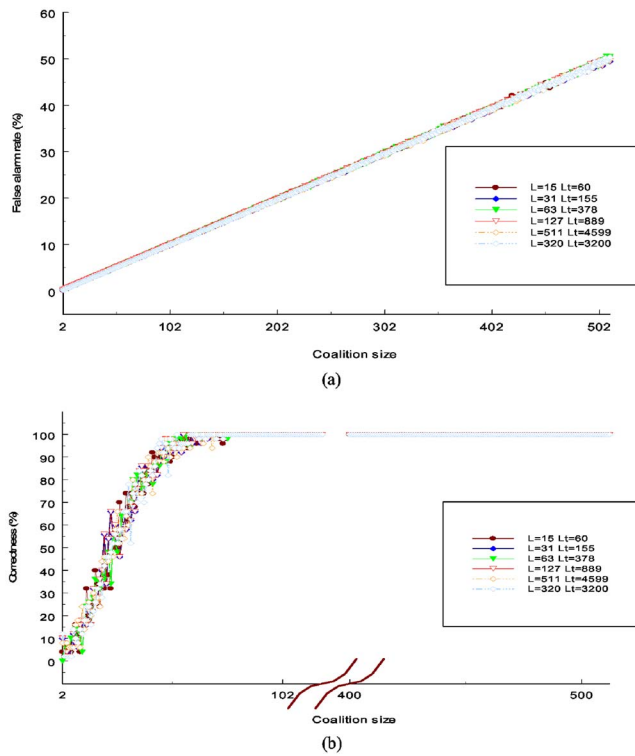 60
50
40
30
20
10
0
False alarm rate (%)
L=15 Lt=60
L=31 Lt=155
L=63 Lt=378
L=127 Lt=889
L=511 Lt=4599
L=320 Lt=3200
2 102 202 302 402 502
Coalition size
(a)
100
90
80
70
60
50
40
30
20
10
0
Correctness (%)
L=15 Lt=60
L=31 Lt=155
L=63 Lt=378
L=127 Lt=889
L=511 Lt=4599
L=320 Lt=3200
2 102 400 500
Coalition size
(b)